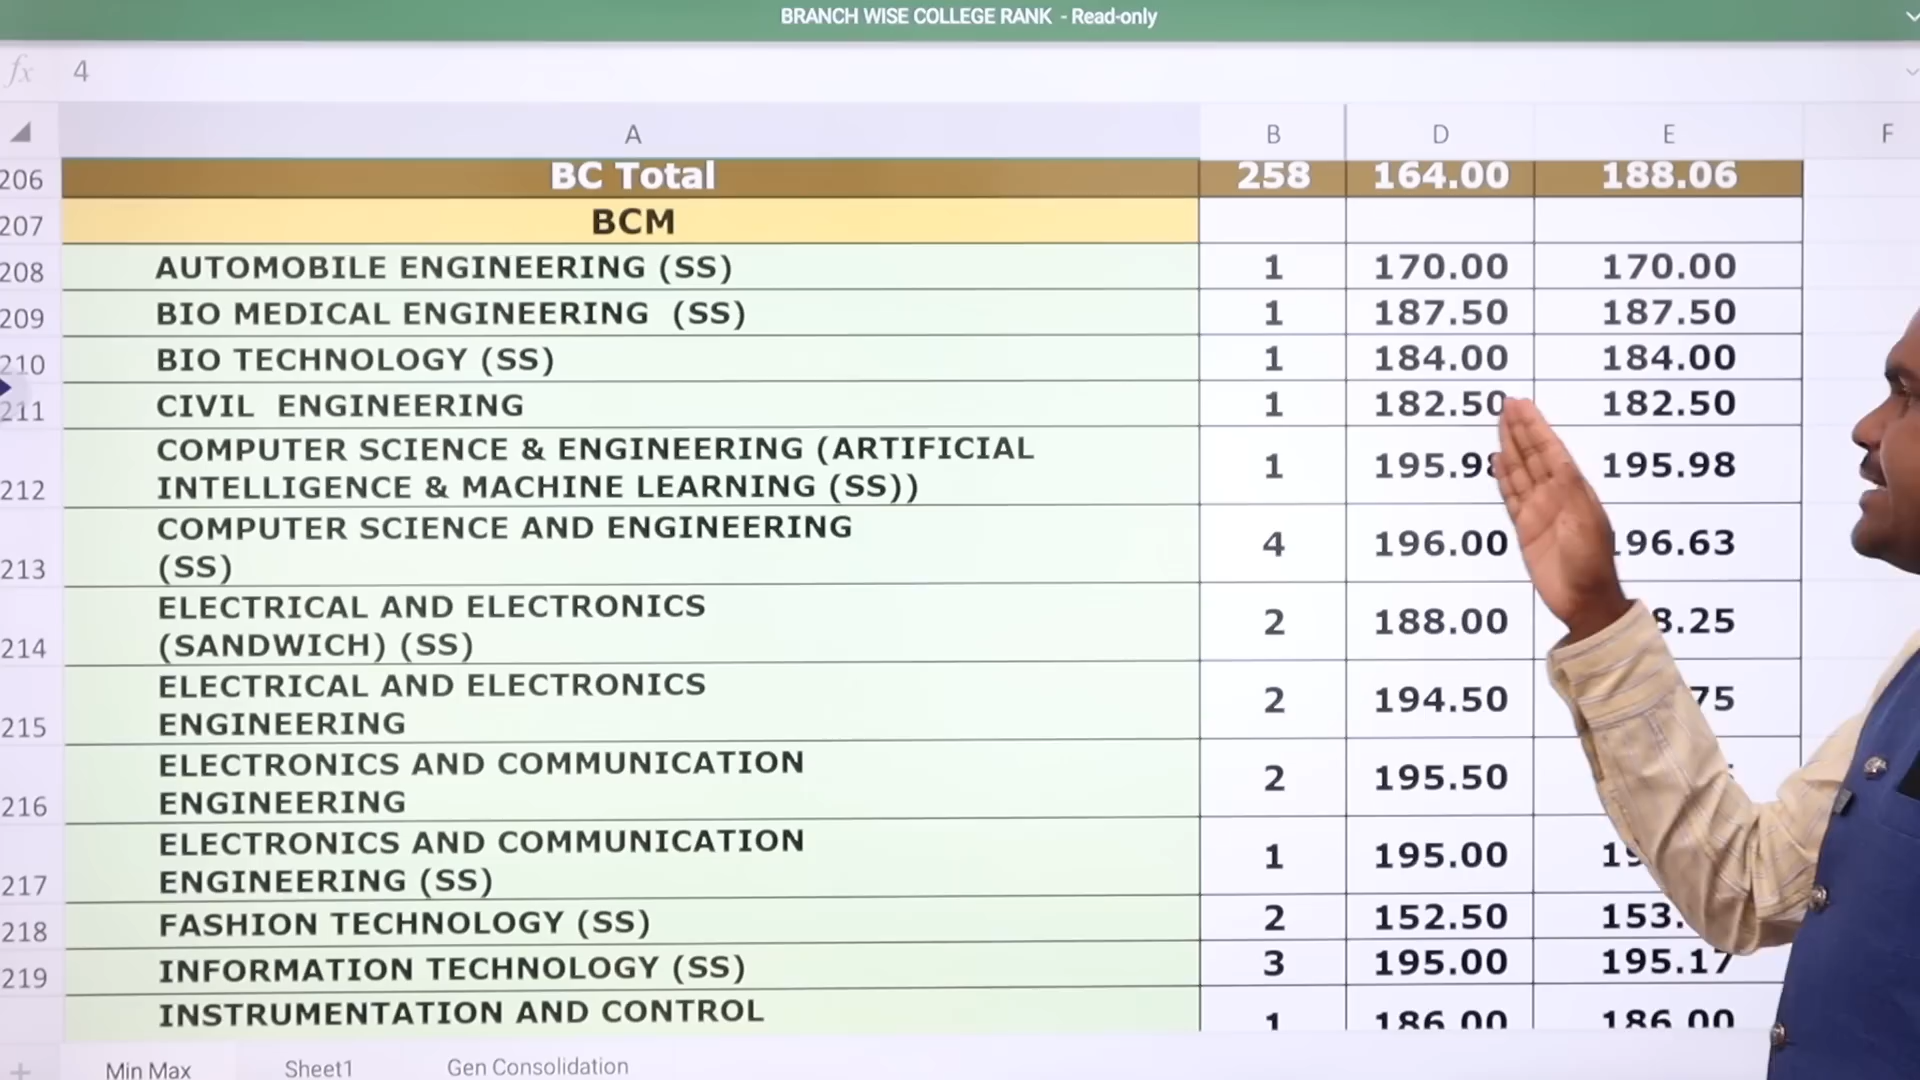 BRANCH WISE COLLEGE RANK - Read-only
fx 4
A B D E F
206 BC Total 258 164.00 188.06
207 BCM
208 AUTOMOBILE ENGINEERING (SS) 1 170.00 170.00
209 BIO MEDICAL ENGINEERING (SS) 1 187.50 187.50
210 BIO TECHNOLOGY (SS) 1 184.00 184.00
211 CIVIL ENGINEERING 1 182.50 182.50
COMPUTER SCIENCE & ENGINEERING (ARTIFICIAL
212 INTELLIGENCE & MACHINE LEARNING (SS)) 1 195.98 195.98
COMPUTER SCIENCE AND ENGINEERING
213 (SS) 4 196.00 196.63
ELECTRICAL AND ELECTRONICS
214 (SANDWICH) (SS) 2 188.00 8.25
ELECTRICAL AND ELECTRONICS
215 ENGINEERING 2 194.50 75
ELECTRONICS AND COMMUNICATION
216 ENGINEERING 2 195.50
ELECTRONICS AND COMMUNICATION
217 ENGINEERING (SS) 1 195.00 19
218 FASHION TECHNOLOGY (SS) 2 152.50 153.
219 INFORMATION TECHNOLOGY (SS) 3 195.00 195.17
INSTRUMENTATION AND CONTROL 1 186.00 186.00
+ Min Max Sheet1 Gen Consolidation